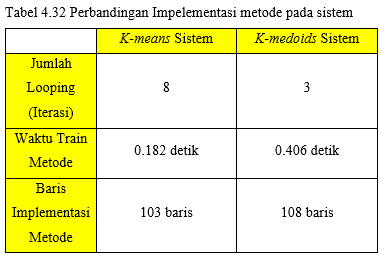 Tabel 4.32 Perbandingan Impelementasi metode pada sistem
K-means Sistem K-medoids Sistem
Jumlah
Looping
(Iterasi)
8 3
Waktu Train
Metode
0.182 detik 0.406 detik
Baris
Implementasi
Metode
103 baris 108 baris